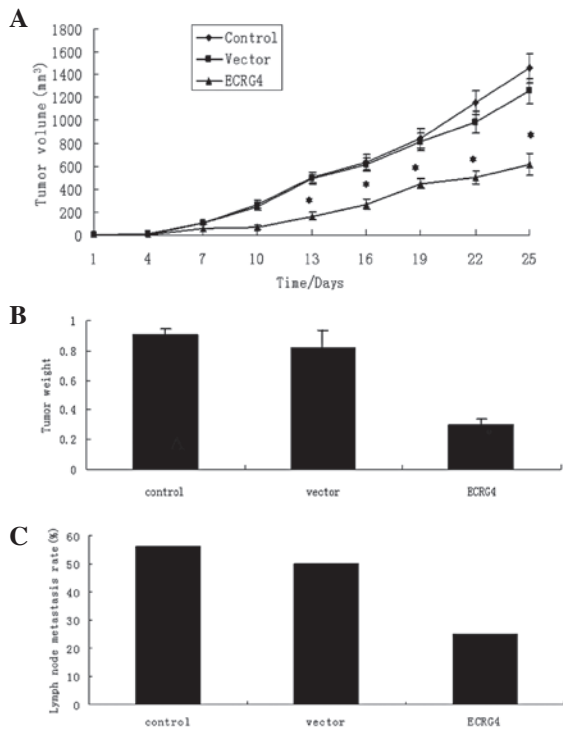 A
Tumor volume(mm³)
1800
1600
1400
1200
1000
800
600
400
200
0
Control
Vector
ECRG4
*
*
*
*
*
1 4 7 10 13 16 19 22 25
Time/Days
B
Tumor weight
1
0.8
0.6
0.4
0.2
0
control vector ECRG4
C
Lymph node metastasis rate(%)
60
50
40
30
20
10
0
control vector ECRG4